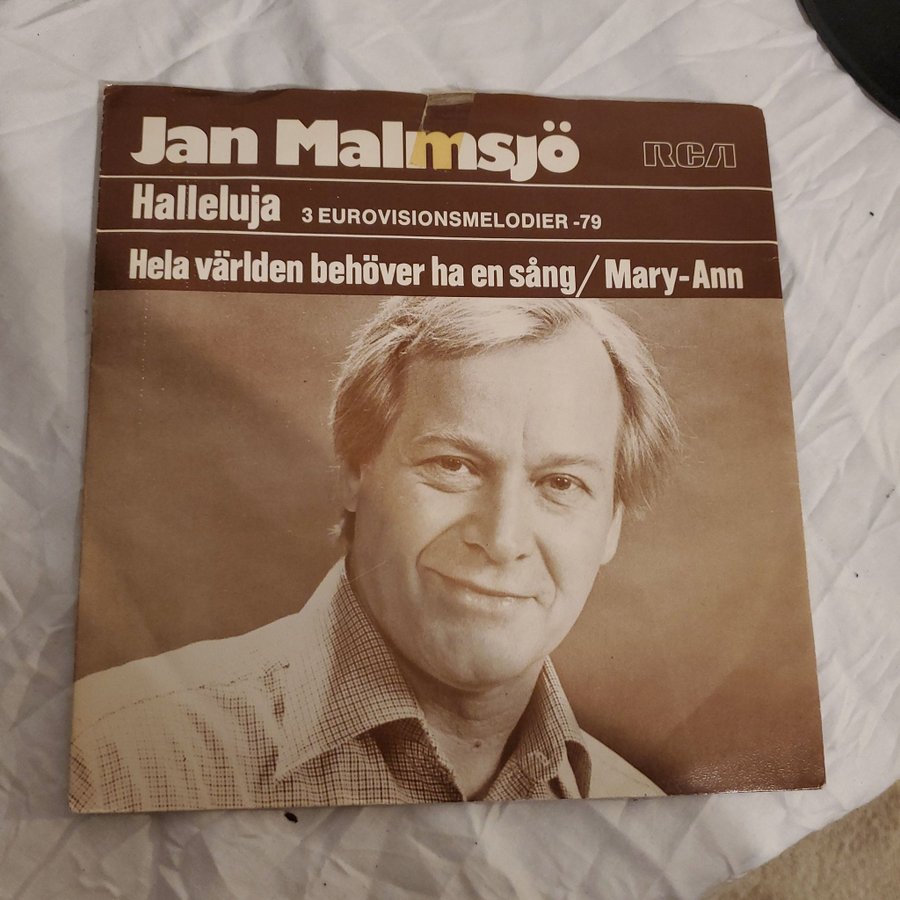 Jan Malmsjö RCA
Halleluja 3 EUROVISIONSMELODIER -79
Hela världen behöver ha en sång/ Mary-Ann